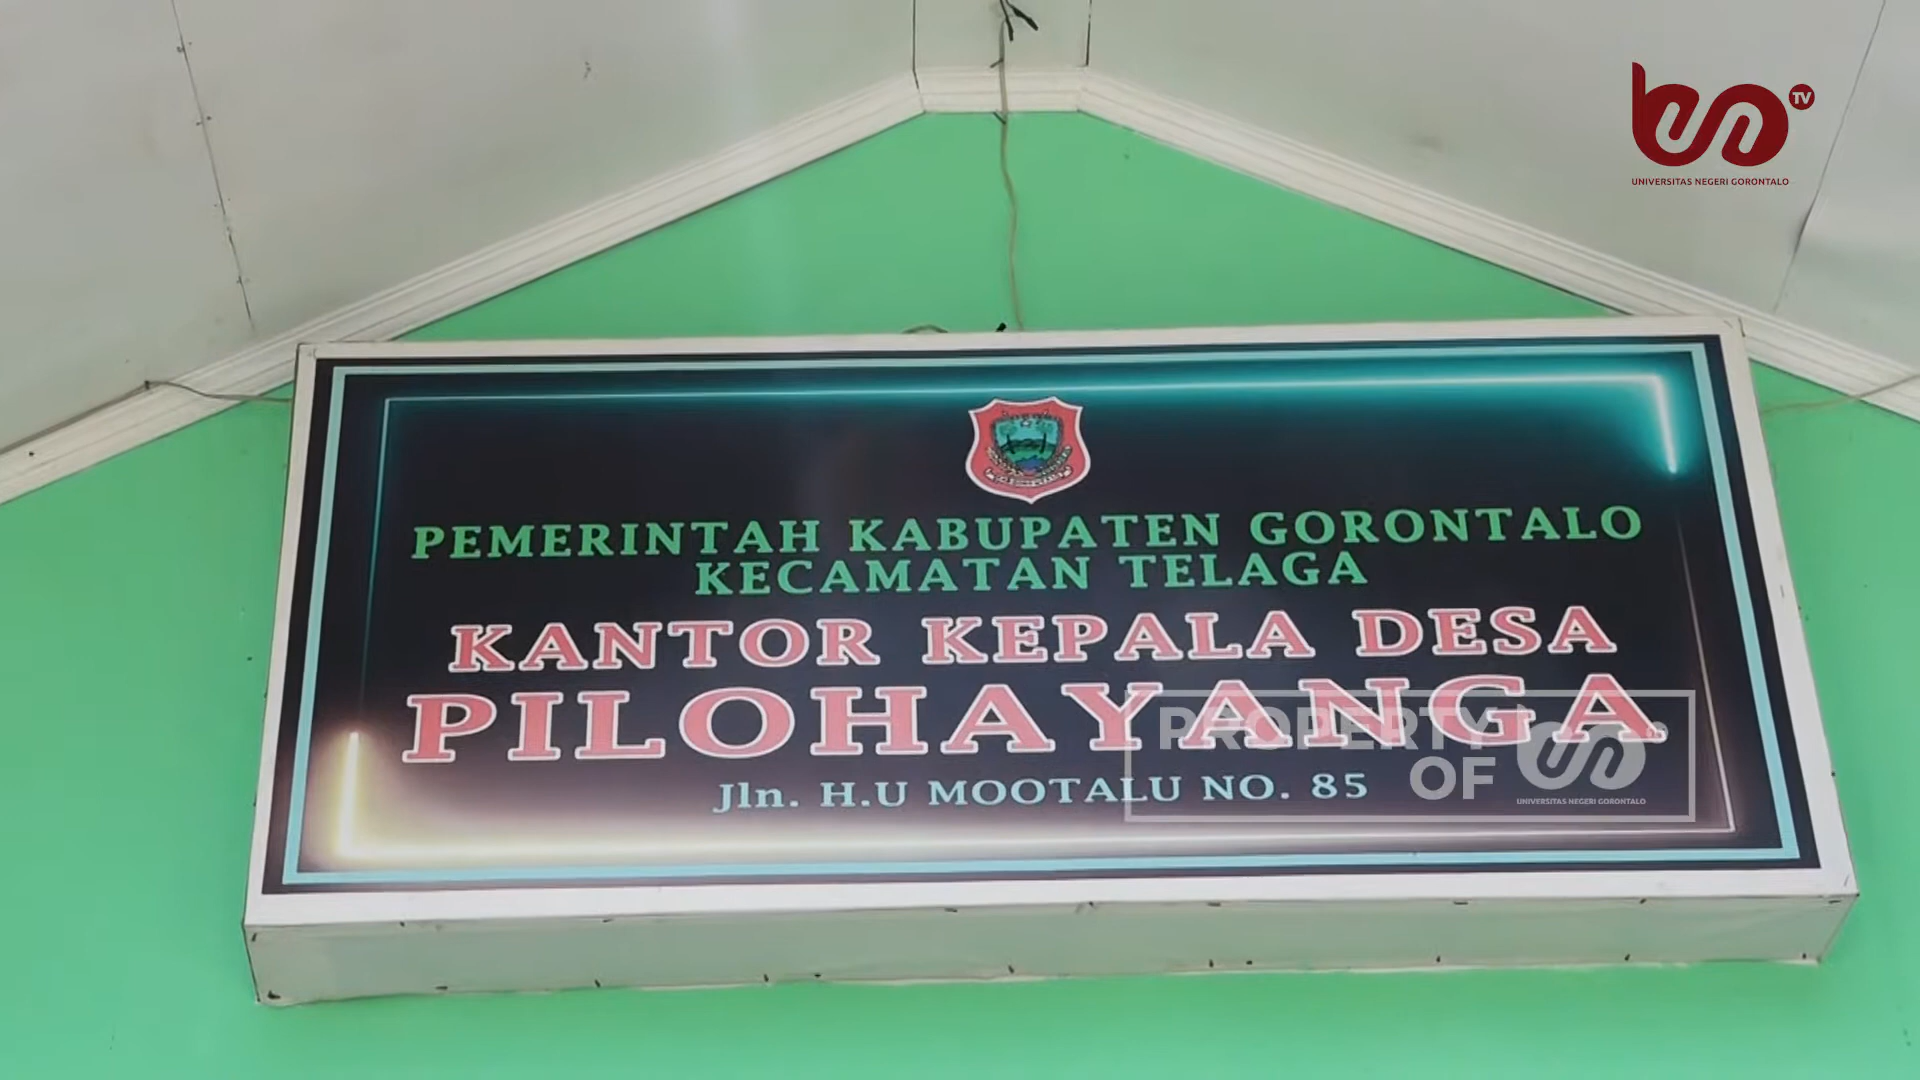 TV
UNIVERSITAS NEGERI GORONTALO
PEMERINTAH KABUPATEN GORONTALO
KECAMATAN TELAGA
KANTOR KEPALA DESA
PILOHAYANGA
Jln. H.U MOOTALU NO. 85
PROPERTY
OF
UNIVERSITAS NEGERI GORONTALO